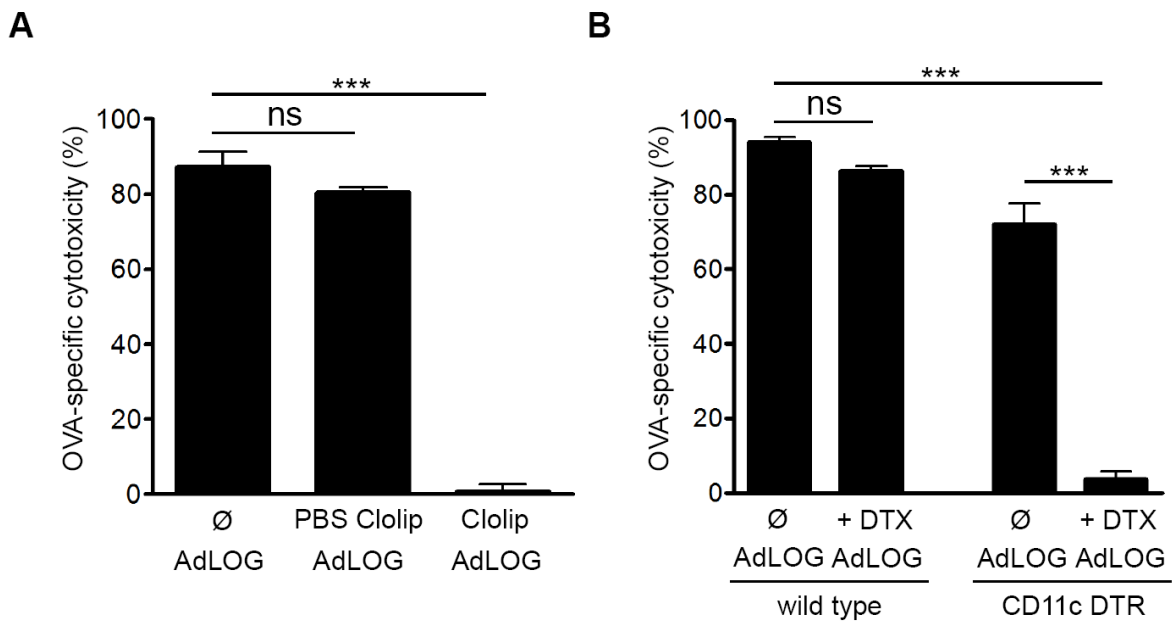 A
***
ns
OVA-specific cytotoxicity (%)
100
80
60
40
20
0
Ø PBS Clolip Clolip
AdLOG AdLOG AdLOG
B
***
ns
***
OVA-specific cytotoxicity (%)
100
80
60
40
20
0
Ø + DTX Ø + DTX
AdLOG AdLOG AdLOG AdLOG
wild type CD11c DTR